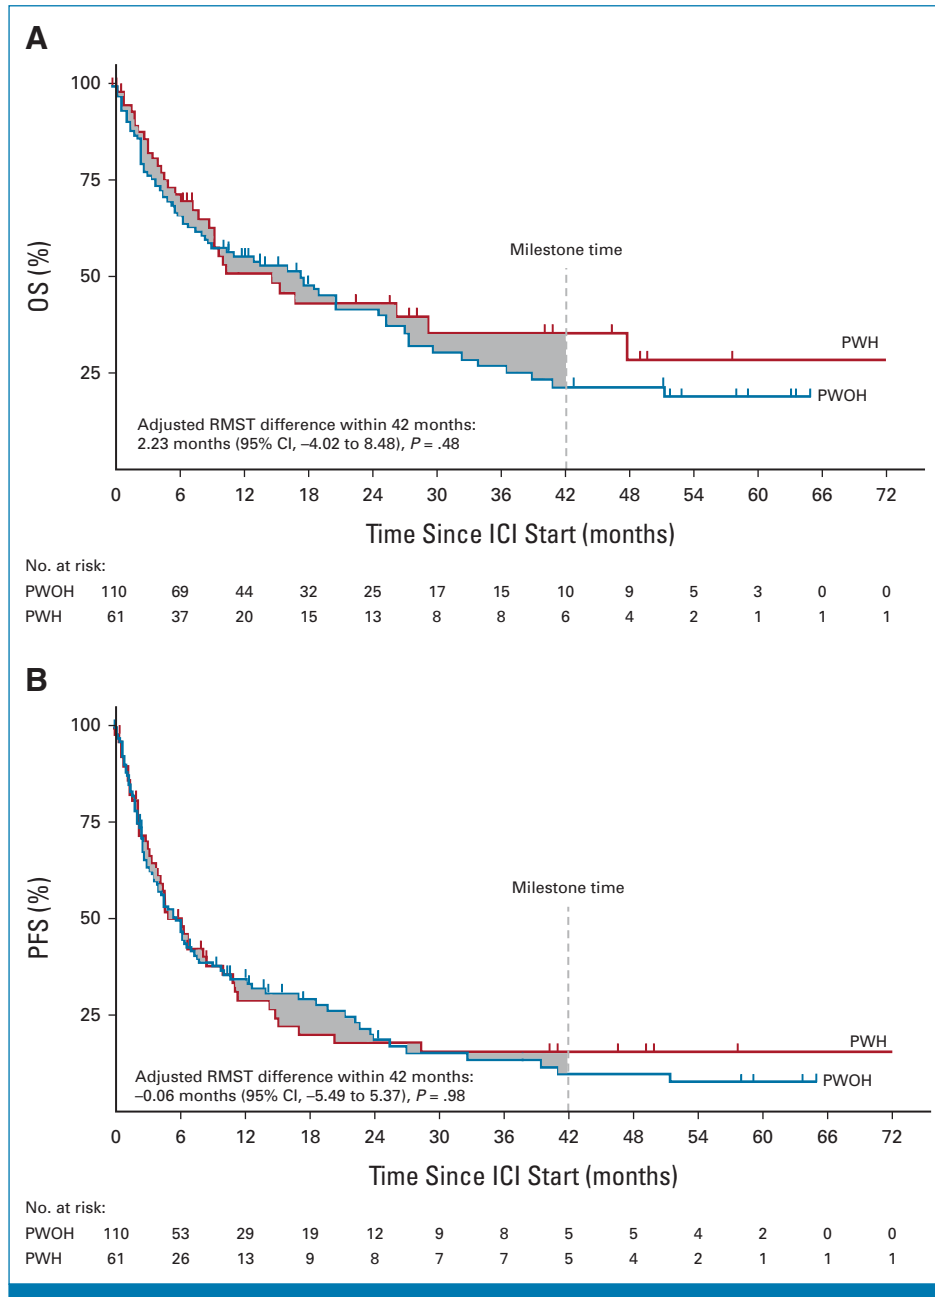 A
100
75
50
25
OS (%)
Milestone time
PWH
PWOH
Adjusted RMST difference within 42 months:
2.23 months (95% CI, –4.02 to 8.48), P = .48
0 6 12 18 24 30 36 42 48 54 60 66 72
Time Since ICI Start (months)
No. at risk:
PWOH 110 69 44 32 25 17 15 10 9 5 3 0 0
PWH 61 37 20 15 13 8 8 6 4 2 1 1 1
B
100
75
50
25
PFS (%)
Milestone time
PWH
PWOH
Adjusted RMST difference within 42 months:
–0.06 months (95% CI, –5.49 to 5.37), P = .98
0 6 12 18 24 30 36 42 48 54 60 66 72
Time Since ICI Start (months)
No. at risk:
PWOH 110 53 29 19 12 9 8 5 5 4 2 0 0
PWH 61 26 13 9 8 7 7 5 4 2 1 1 1